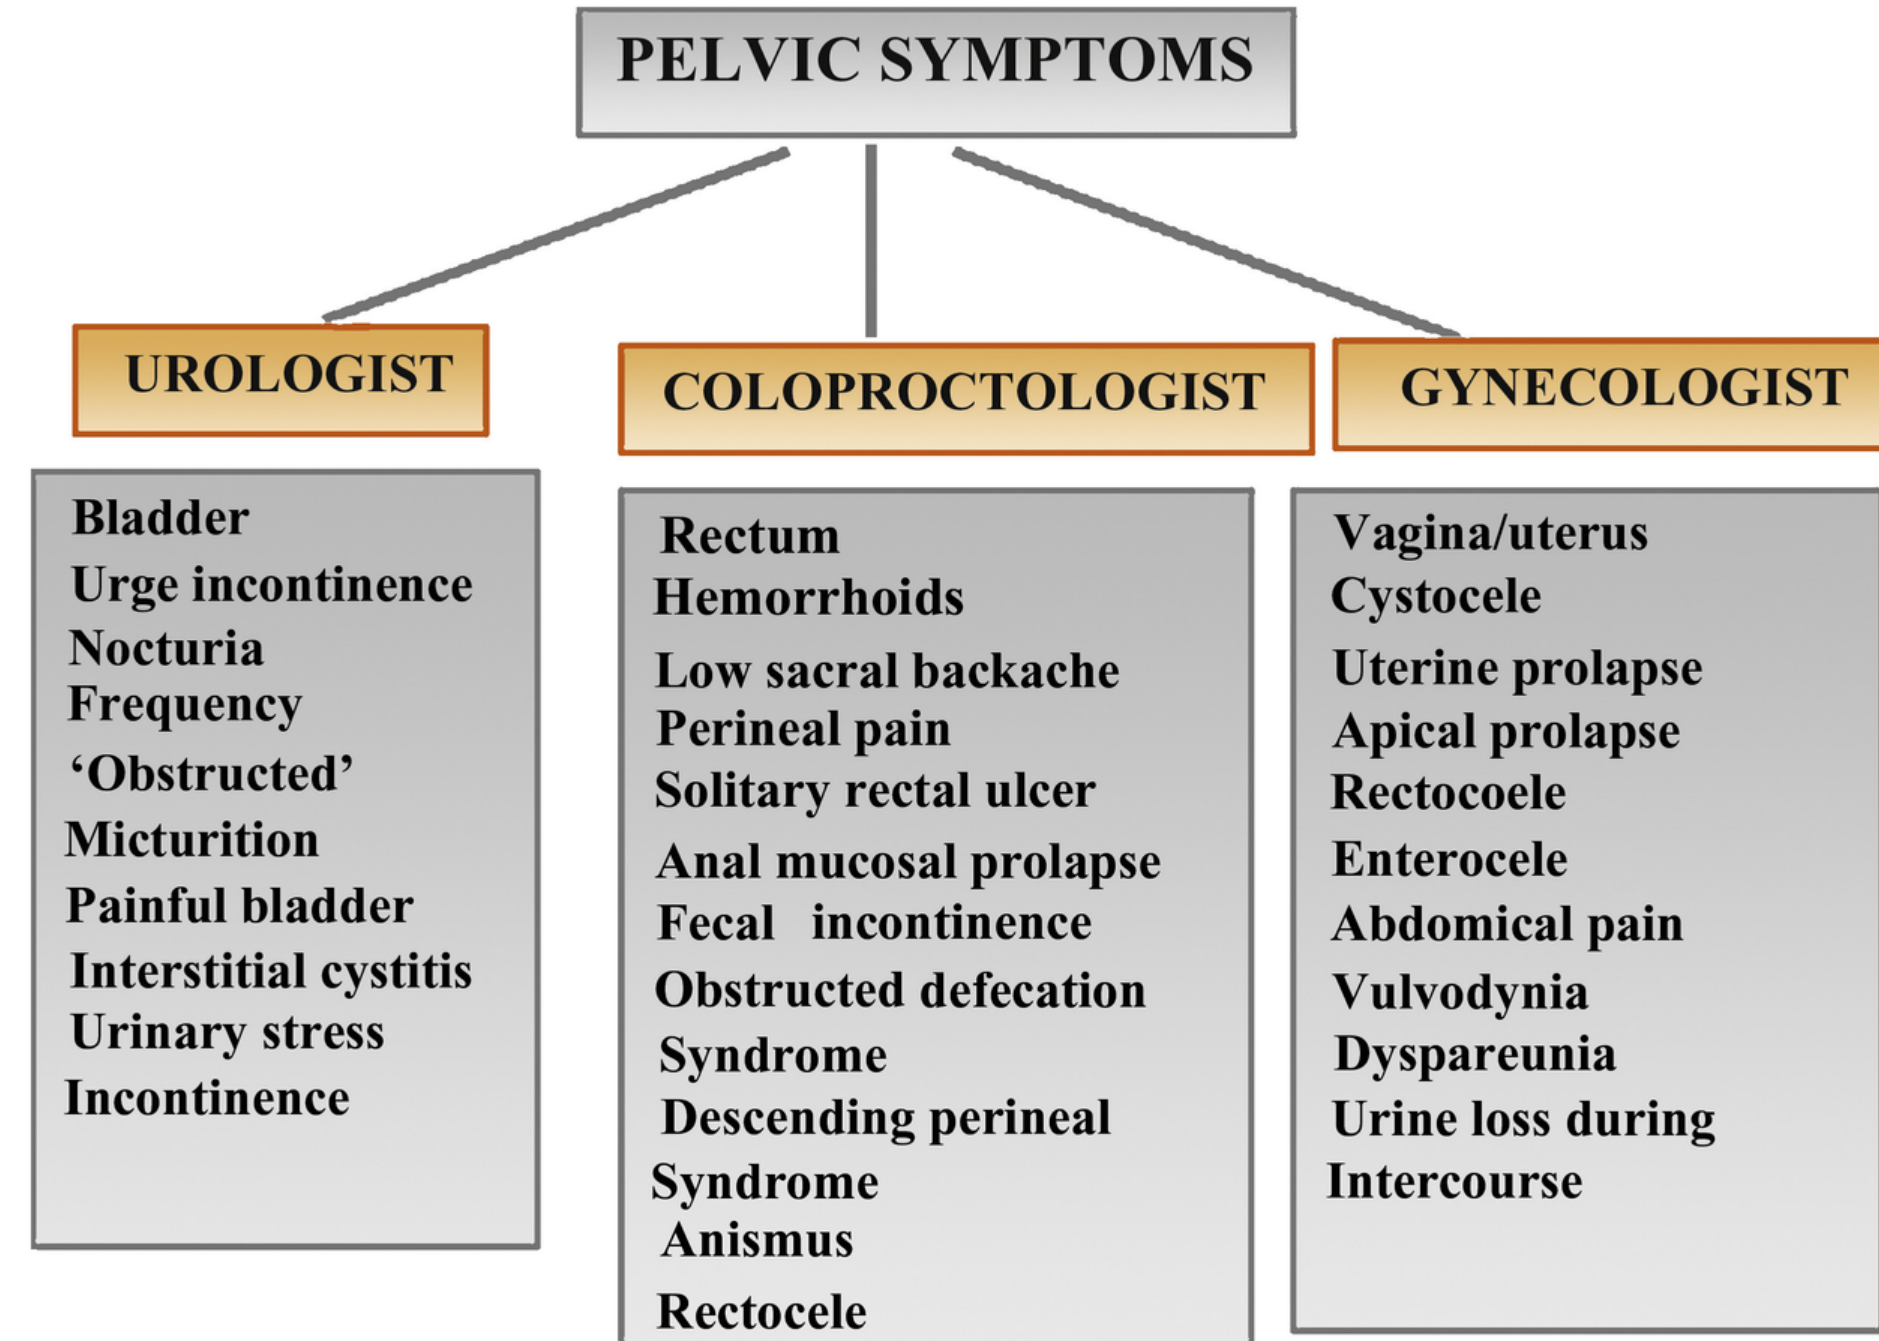 PELVIC SYMPTOMS
UROLOGIST
Bladder
Urge incontinence
Nocturia
Frequency
‘Obstructed’
Micturition
Painful bladder
Interstitial cystitis
Urinary stress
Incontinence
COLOPROCTOLOGIST
Rectum
Hemorrhoids
Low sacral backache
Perineal pain
Solitary rectal ulcer
Anal mucosal prolapse
Fecal incontinence
Obstructed defecation
Syndrome
Descending perineal
Syndrome
Anismus
Rectocele
GYNECOLOGIST
Vagina/uterus
Cystocele
Uterine prolapse
Apical prolapse
Rectocoele
Enterocele
Abdomical pain
Vulvodynia
Dyspareunia
Urine loss during
Intercourse